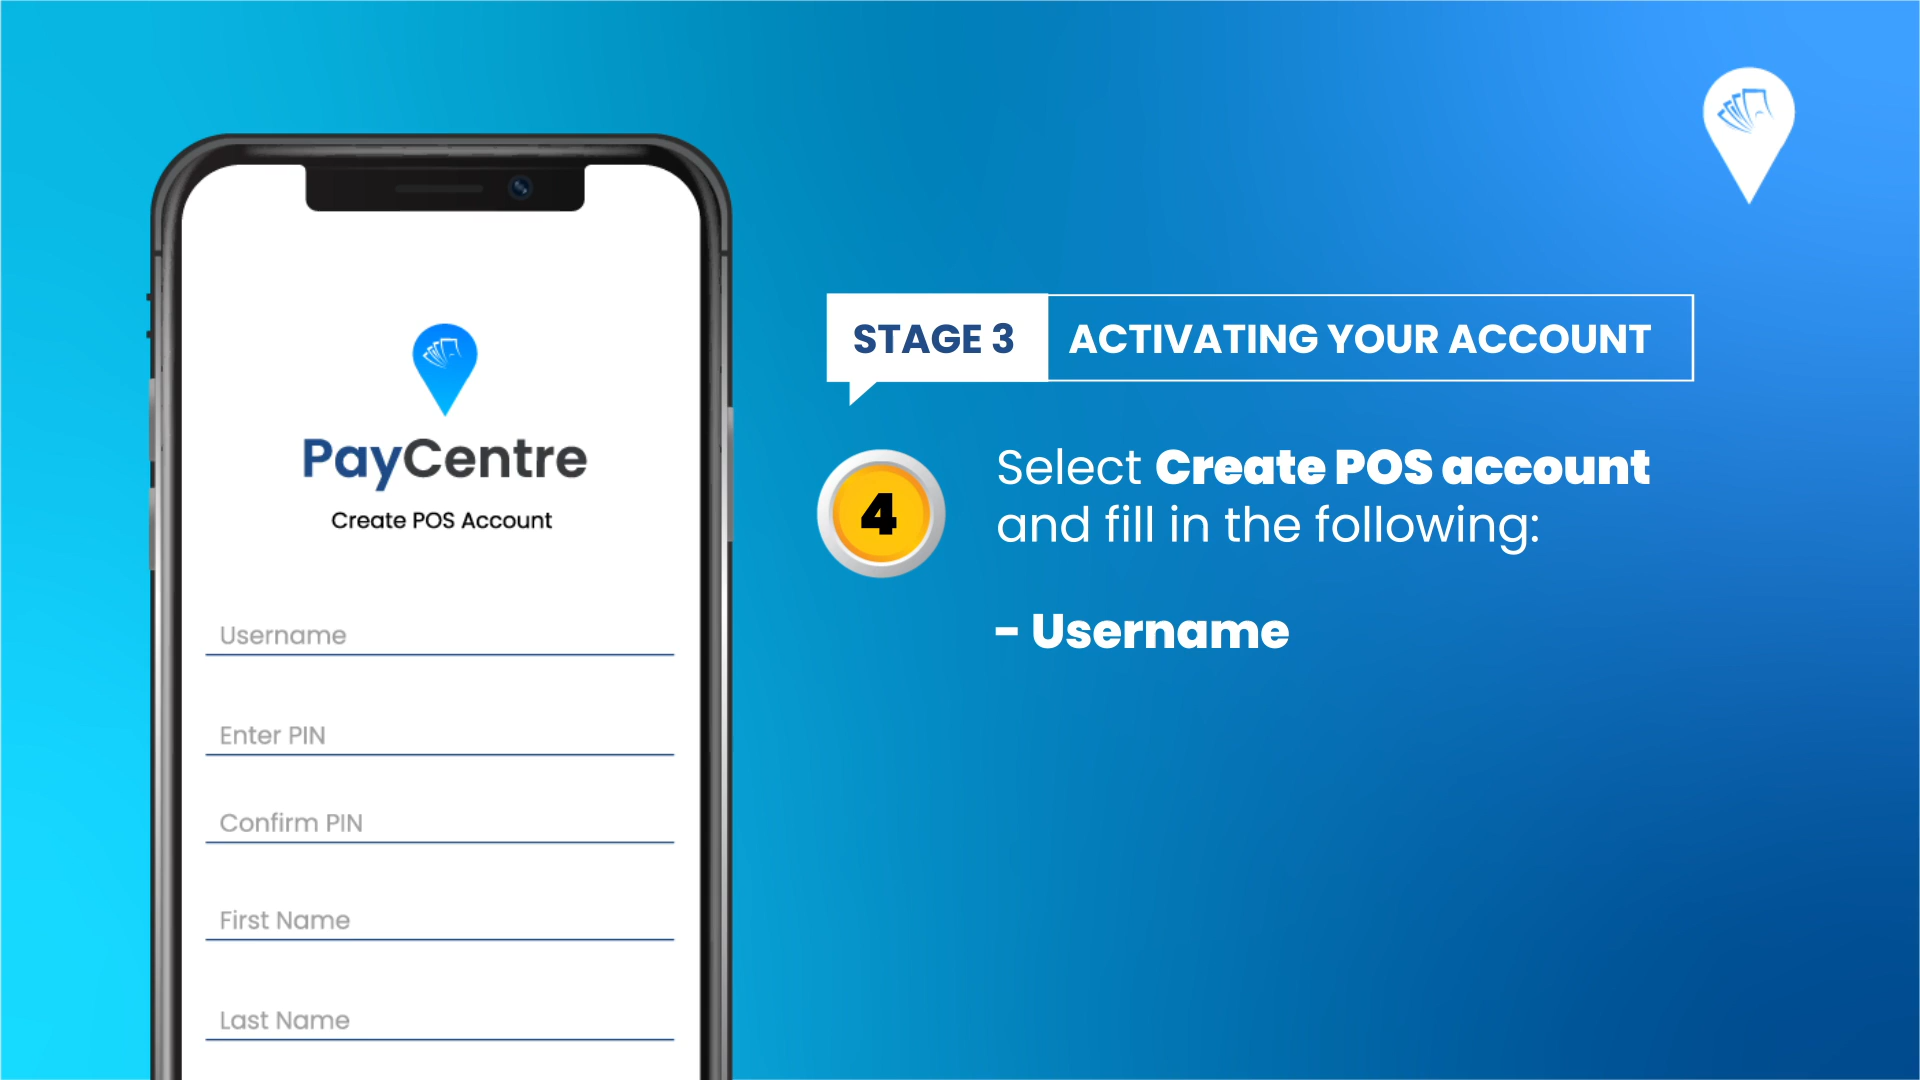 PayCentre
Create POS Account
Username
Enter PIN
Confirm PIN
First Name
Last Name
STAGE 3
ACTIVATING YOUR ACCOUNT
4
Select Create POS account
and fill in the following:
- Username